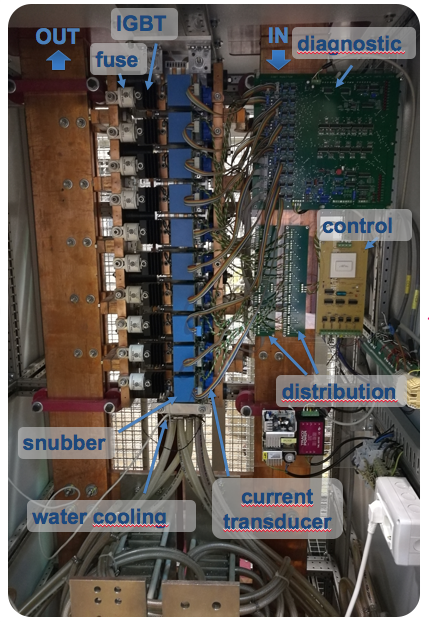 IGBT
OUT
IN
fuse
diagnostic
control
distribution
snubber
water cooling
current
transducer